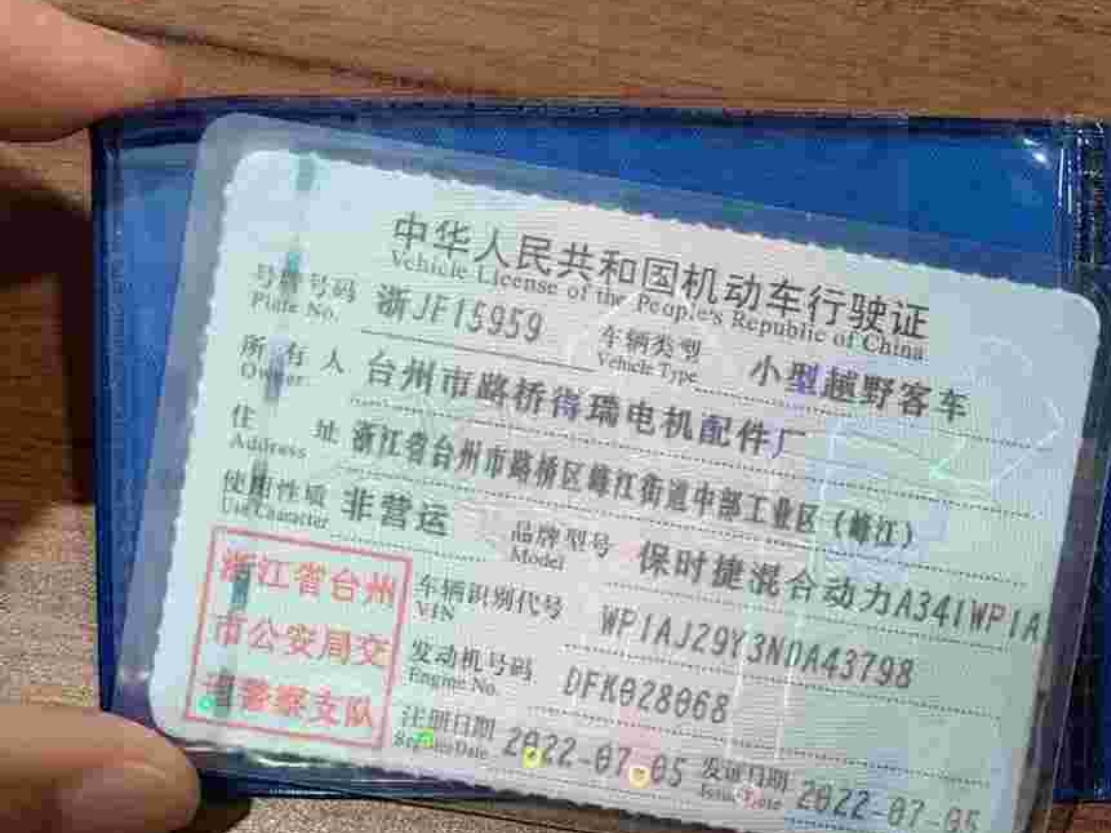 中华人民共和国机动车行驶证
Vehicle License of the People's Republic of China
号牌号码 浙JF15959 车辆类型 小型越野客车
Plate No. Vehicle Type
所有人 台州市路桥得瑞电机配件厂
Owner
住址 浙江省台州市路桥区峰江街道中部工业区(峰江)
Address
使用性质 非营运 品牌型号 保时捷混合动力A341WP1A
Use Character Model
浙江省台州 车辆识别代号 WP1AJ29Y3NDA43798
VIN
市公安局交 发动机号码 DFK028068
Engine No.
警察支队 注册日期 2022-07-05 发证日期 2022-07-05
Date Issue Date